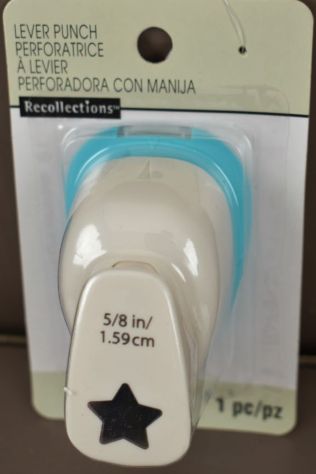 LEVER PUNCH
PERFORATRICE
À LEVIER
PERFORADORA CON MANIJA
Recollections™
5/8 in/
1.59cm
1 pc/pz